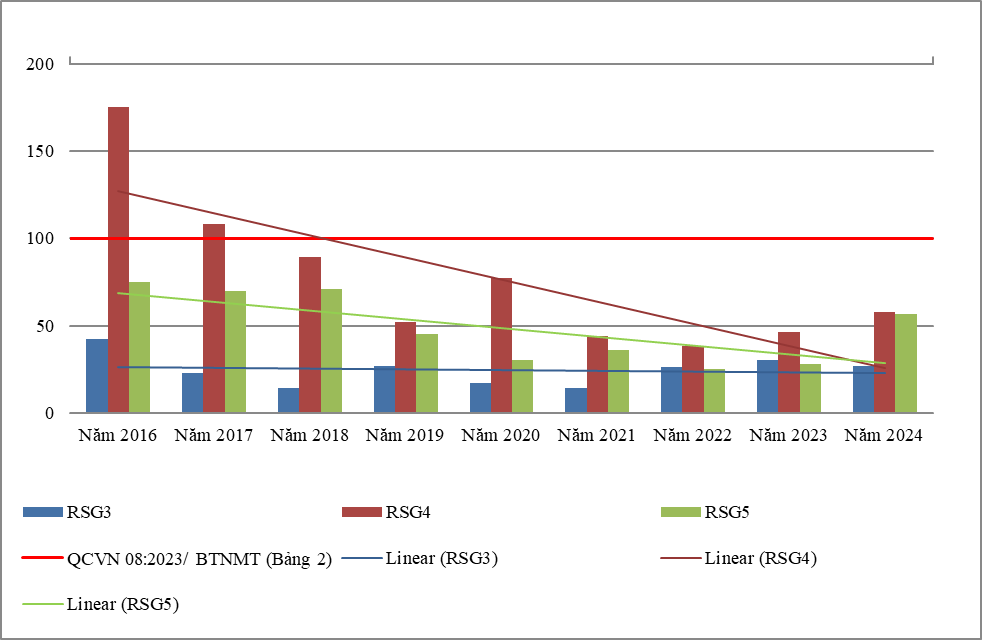 200
150
100
50
0
Năm 2016 Năm 2017 Năm 2018 Năm 2019 Năm 2020 Năm 2021 Năm 2022 Năm 2023 Năm 2024
RSG3 RSG4 RSG5
QCVN 08:2023/ BTNMT (Bảng 2) Linear (RSG3) Linear (RSG4)
Linear (RSG5)